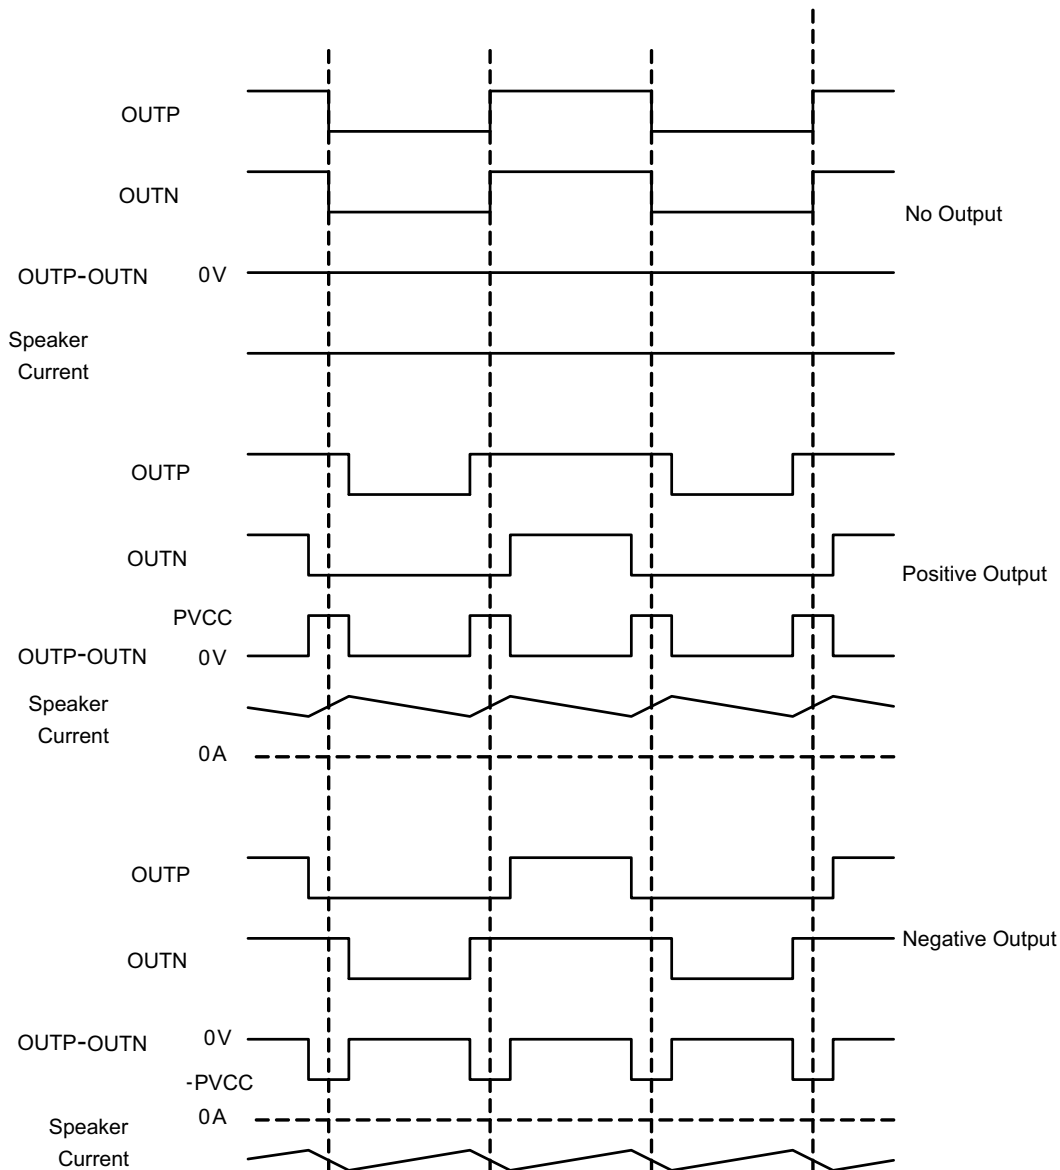 OUTP
OUTN
No Output
OUTP-OUTN 0V
Speaker
Current
OUTP
OUTN
Positive Output
PVCC
OUTP-OUTN 0V
Speaker
Current
0A
OUTP
Negative Output
OUTN
OUTP-OUTN 0V
-PVCC
0A
Speaker
Current